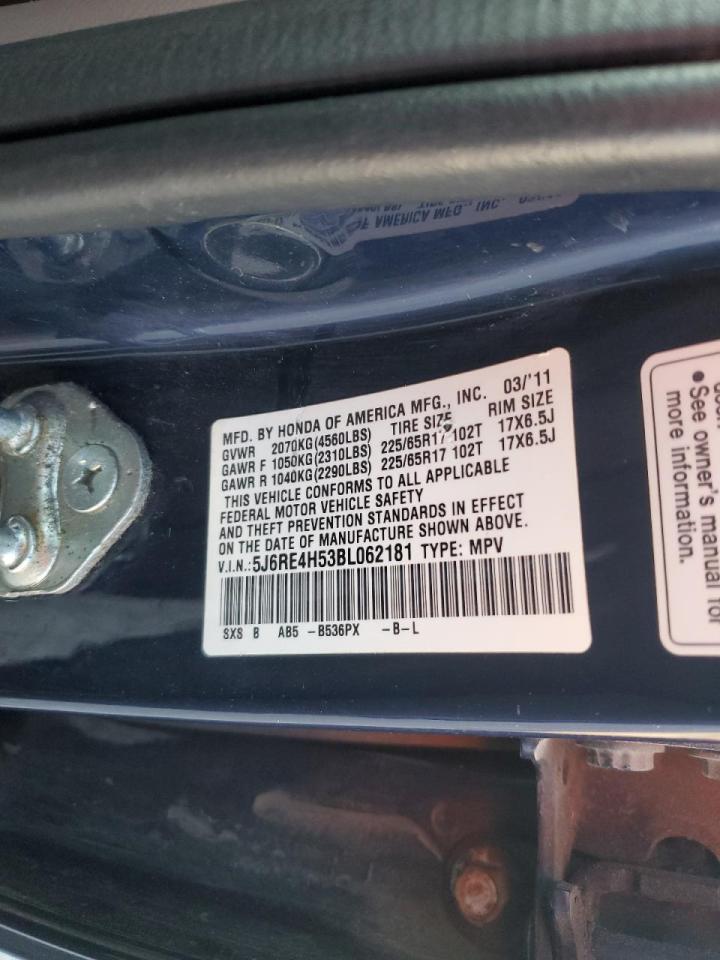 MFD. BY HONDA OF AMERICA MFG., INC. 03/'11
GVWR 2070KG(4560LBS) TIRE SIZE RIM SIZE
GAWR F 1050KG(2310LBS) 225/65R17 102T 17X6.5J
GAWR R 1040KG(2290LBS) 225/65R17 102T 17X6.5J
THIS VEHICLE CONFORMS TO ALL APPLICABLE
FEDERAL MOTOR VEHICLE SAFETY
AND THEFT PREVENTION STANDARDS IN EFFECT
ON THE DATE OF MANUFACTURE SHOWN ABOVE.
V.I.N.: 5J6RE4H53BL062181 TYPE: MPV
SXS B AB5 -B536PX -B-L
• See owner's manual for
more information.
F AMERICA MFG., INC.